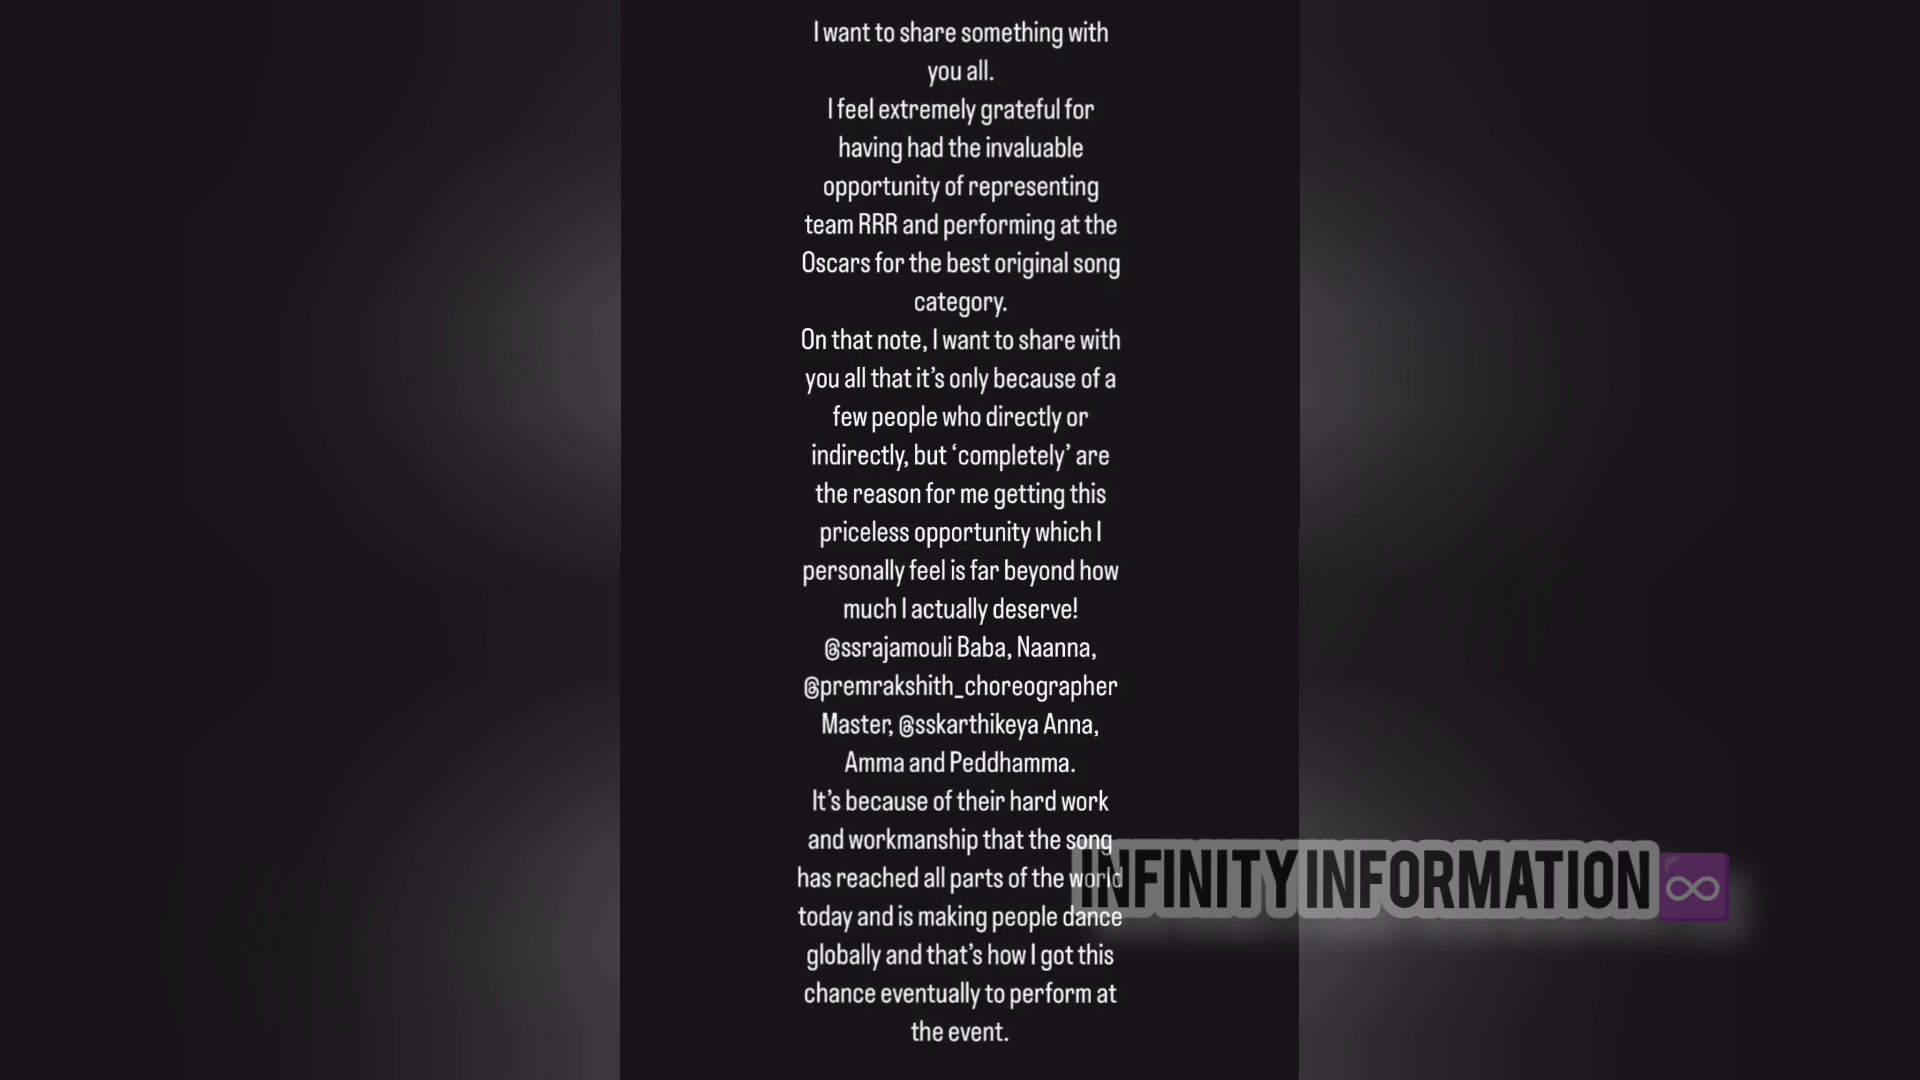 I want to share something with
you all.
I feel extremely grateful for
having had the invaluable
opportunity of representing
team RRR and performing at the
Oscars for the best original song
category.
On that note, I want to share with
you all that it’s only because of a
few people who directly or
indirectly, but ‘completely’ are
the reason for me getting this
priceless opportunity which I
personally feel is far beyond how
much I actually deserve!
@ssrajamouli Baba, Naanna,
@premrakshith_choreographer
Master, @sskarthikeya Anna,
Amma and Peddhamma.
It’s because of their hard work
and workmanship that the song
has reached all parts of the world
today and is making people dance
globally and that’s how I got this
chance eventually to perform at
the event.
INFINITY INFORMATION ♾